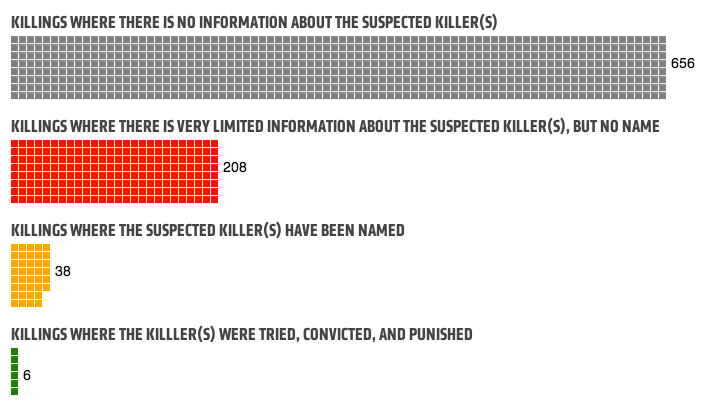 KILLINGS WHERE THERE IS NO INFORMATION ABOUT THE SUSPECTED KILLER(S)
656
KILLINGS WHERE THERE IS VERY LIMITED INFORMATION ABOUT THE SUSPECTED KILLER(S), BUT NO NAME
208
KILLINGS WHERE THE SUSPECTED KILLER(S) HAVE BEEN NAMED
38
KILLINGS WHERE THE KILLLER(S) WERE TRIED, CONVICTED, AND PUNISHED
6